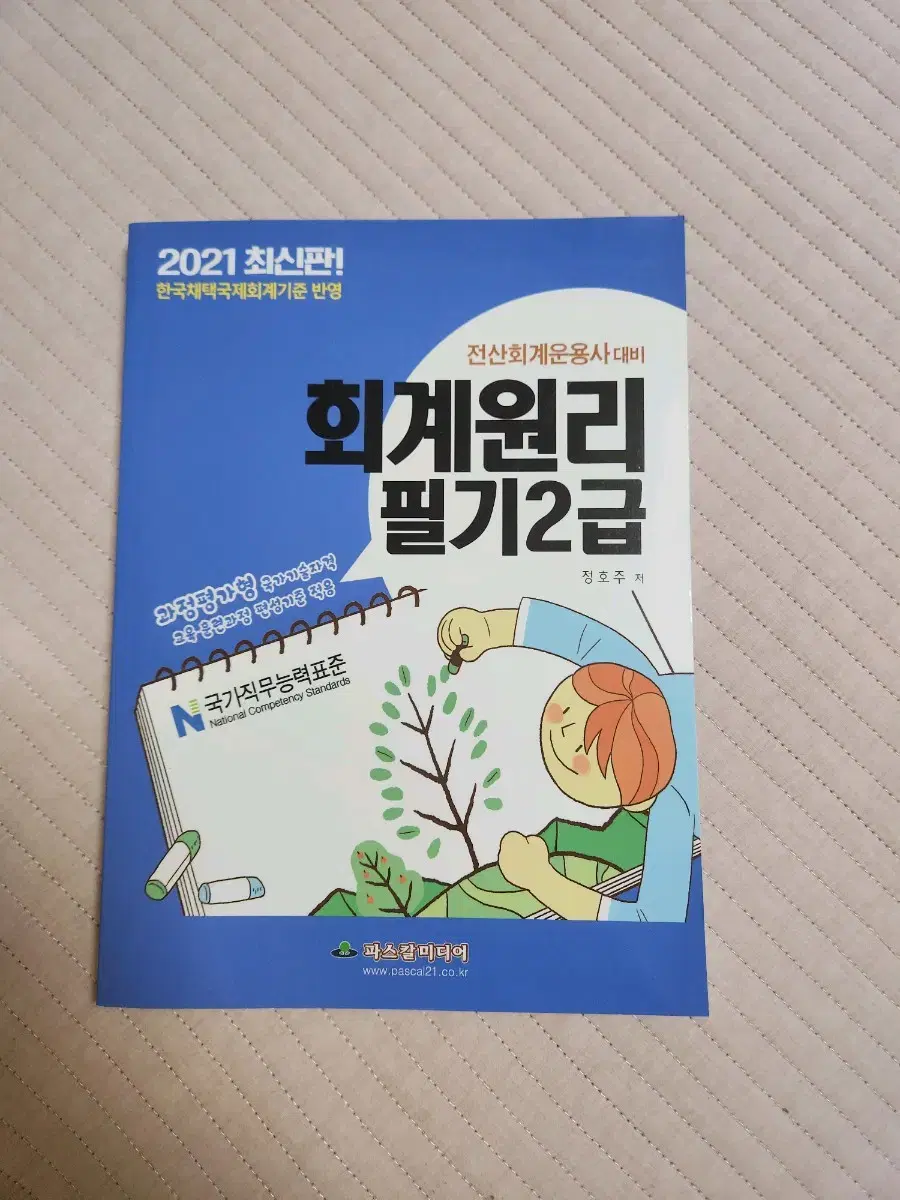 2021 최신판!
한국채택국제회계기준 반영
전산회계운용사 대비
회계원리
필기2급
정호주 저
과정평가형 국가기술자격
교육·훈련과정 편성기준 적용
N 국가직무능력표준
National Competency Standards
파스칼미디어
www.pascal21.co.kr